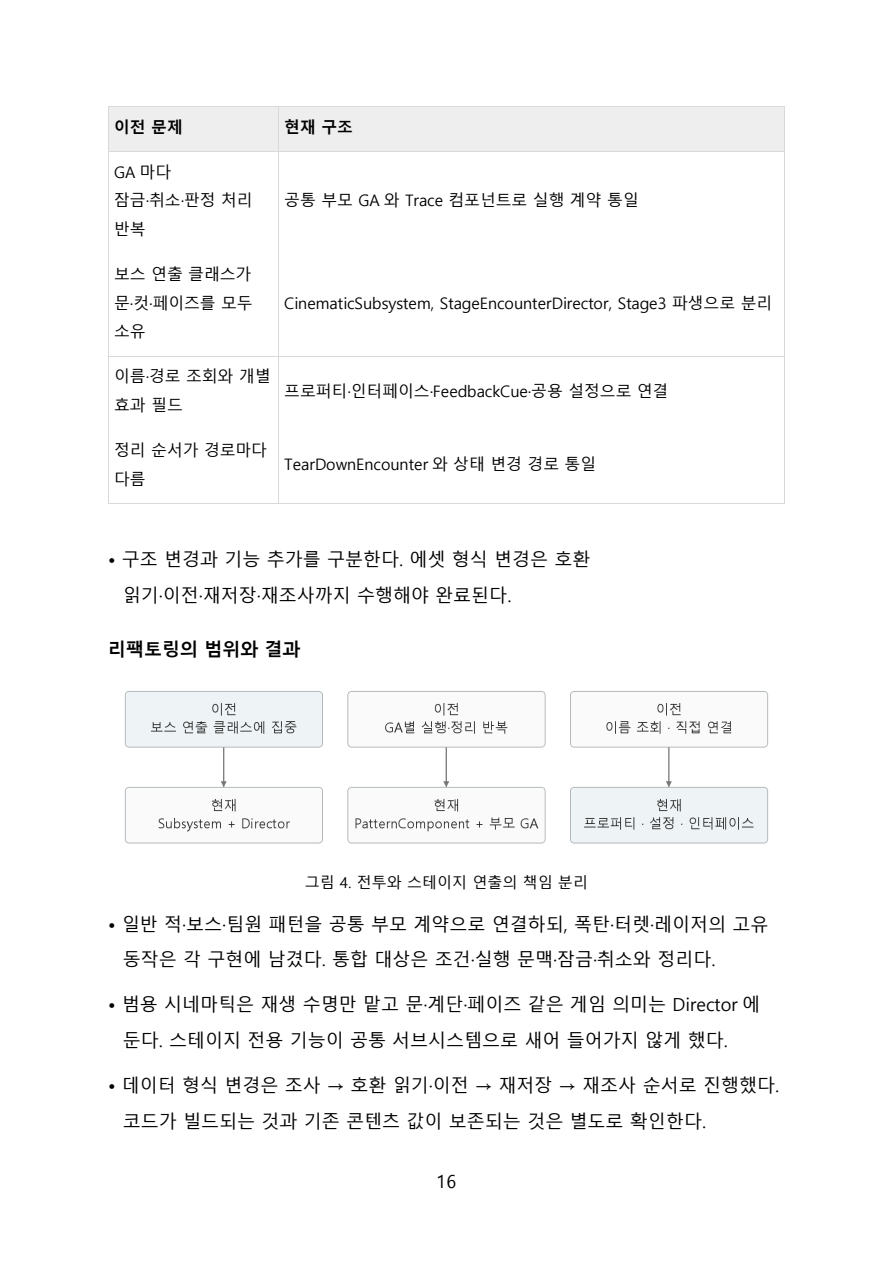 이전 문제
현재 구조
GA 마다
잠금·취소·판정 처리
반복
공통 부모 GA 와 Trace 컴포넌트로 실행 계약 통일
보스 연출 클래스가
문·컷·페이즈를 모두
소유
CinematicSubsystem, StageEncounterDirector, Stage3 파생으로 분리
이름·경로 조회와 개별
효과 필드
프로퍼티·인터페이스·FeedbackCue·공용 설정으로 연결
정리 순서가 경로마다
다름
TearDownEncounter 와 상태 변경 경로 통일
• 구조 변경과 기능 추가를 구분한다. 에셋 형식 변경은 호환
읽기·이전·재저장·재조사까지 수행해야 완료된다.
리팩토링의 범위와 결과
이전
보스 연출 클래스에 집중
이전
GA별 실행·정리 반복
이전
이름 조회 · 직접 연결
현재
Subsystem + Director
현재
PatternComponent + 부모 GA
현재
프로퍼티 · 설정 · 인터페이스
그림 4. 전투와 스테이지 연출의 책임 분리
• 일반 적·보스·팀원 패턴을 공통 부모 계약으로 연결하되, 폭탄·터렛·레이저의 고유
동작은 각 구현에 남겼다. 통합 대상은 조건·실행 문맥·잠금·취소와 정리다.
• 범용 시네마틱은 재생 수명만 맡고 문·계단·페이즈 같은 게임 의미는 Director 에
둔다. 스테이지 전용 기능이 공통 서브시스템으로 새어 들어가지 않게 했다.
• 데이터 형식 변경은 조사 → 호환 읽기·이전 → 재저장 → 재조사 순서로 진행했다.
코드가 빌드되는 것과 기존 콘텐츠 값이 보존되는 것은 별도로 확인한다.
16